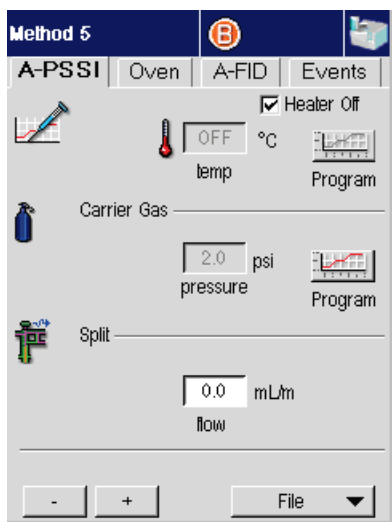 Method 5 B
A-PSSI Oven A-FID Events
Heater Off
OFF °C
temp Program
Carrier Gas
2.0 psi
pressure Program
Split
0.0 mL/m
flow
- + File